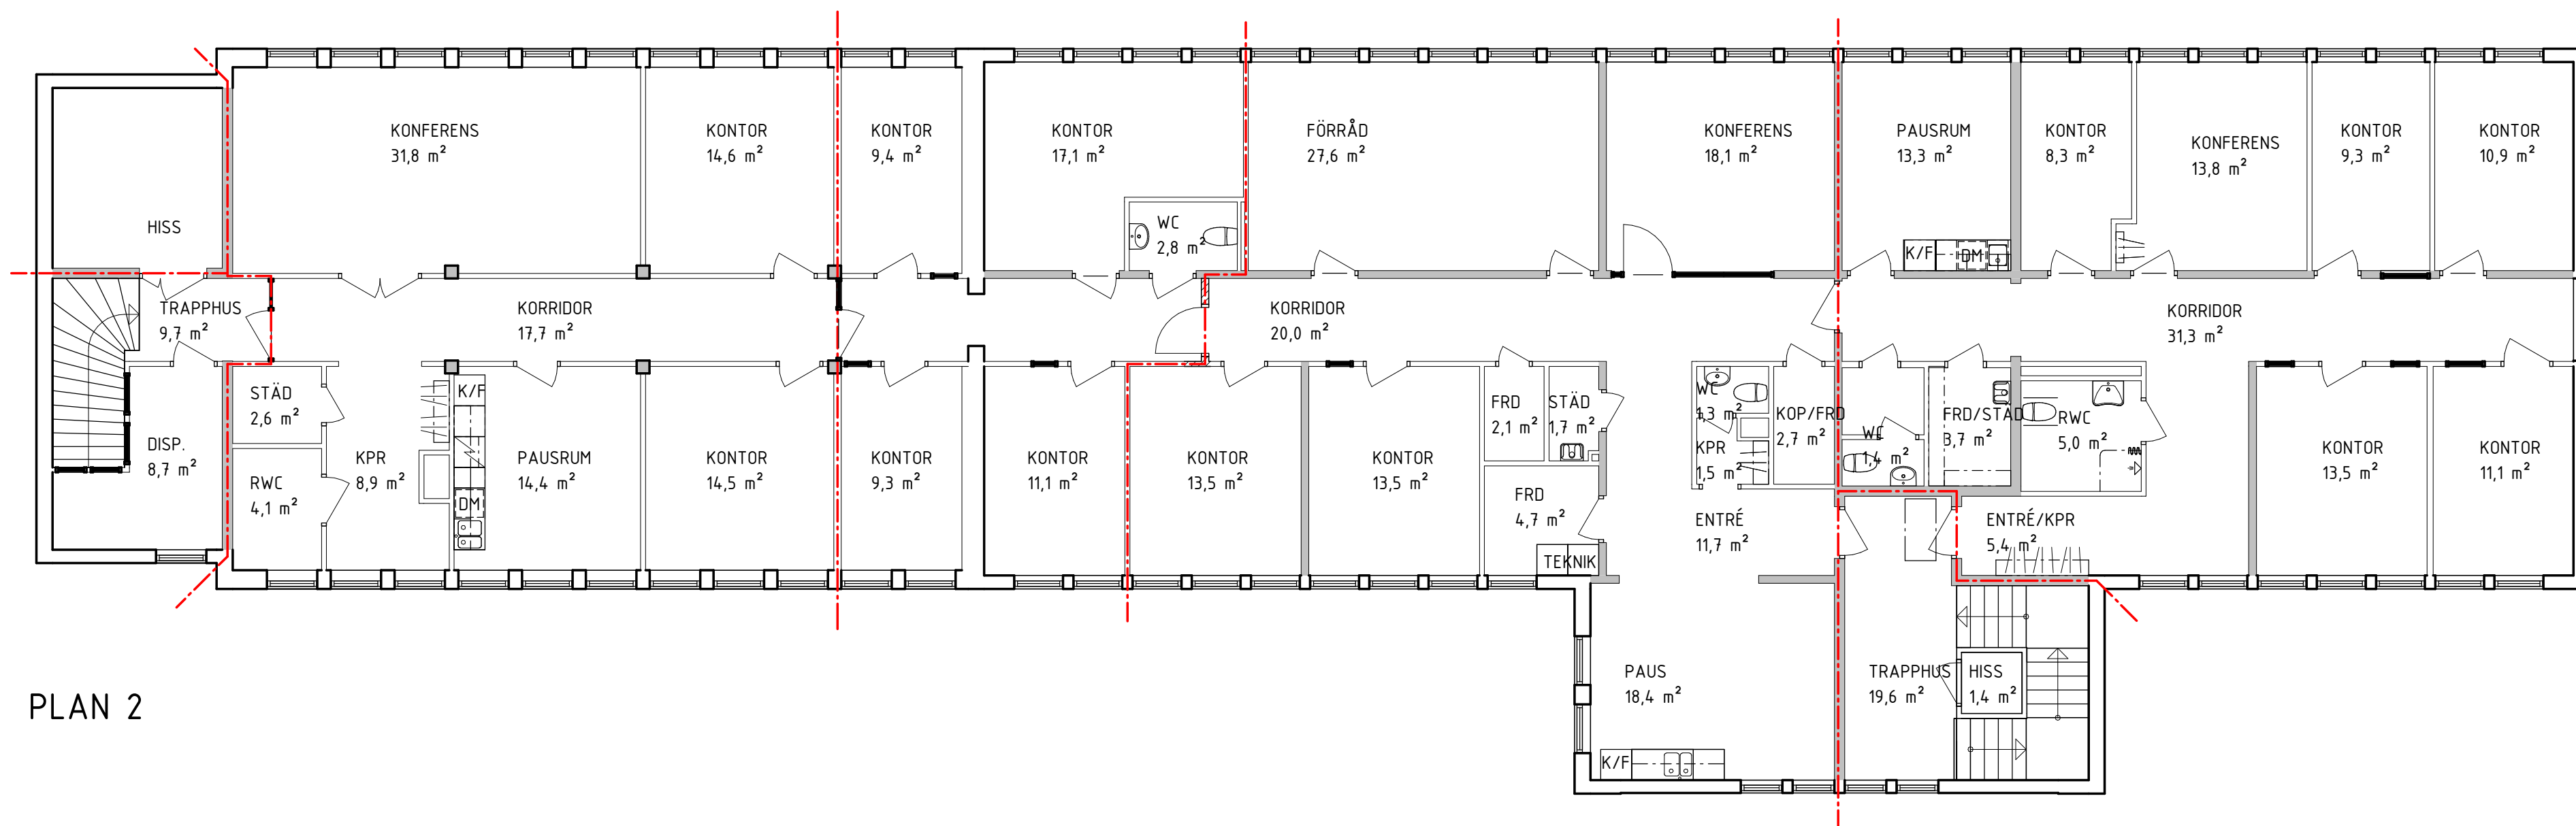 KONFERENS
31,8 m²
KONTOR
14,6 m²
KONTOR
9,4 m²
KONTOR
17,1 m²
FÖRRÅD
27,6 m²
KONFERENS
18,1 m²
PAUSRUM
13,3 m²
KONTOR
8,3 m²
KONFERENS
13,8 m²
KONTOR
9,3 m²
KONTOR
10,9 m²
HISS
WC
2,8 m²
K/F
DM
TRAPPHUS
9,7 m²
KORRIDOR
17,7 m²
KORRIDOR
20,0 m²
KORRIDOR
31,3 m²
STÄD
2,6 m²
K/F
FRD
2,1 m²
STÄD
1,7 m²
WC
1,3 m²
KOP/FRD
2,7 m²
WC
1,4 m²
FRD/STÄD
3,7 m²
RWC
5,0 m²
DISP.
8,7 m²
RWC
4,1 m²
KPR
8,9 m²
DM
PAUSRUM
14,4 m²
KONTOR
14,5 m²
KONTOR
9,3 m²
KONTOR
11,1 m²
KONTOR
13,5 m²
KONTOR
13,5 m²
KPR
1,5 m²
KONTOR
13,5 m²
KONTOR
11,1 m²
FRD
4,7 m²
TEKNIK
ENTRÉ
11,7 m²
ENTRÉ/KPR
5,4 m²
PAUS
18,4 m²
TRAPPHUS
19,6 m²
HISS
1,4 m²
K/F
PLAN 2